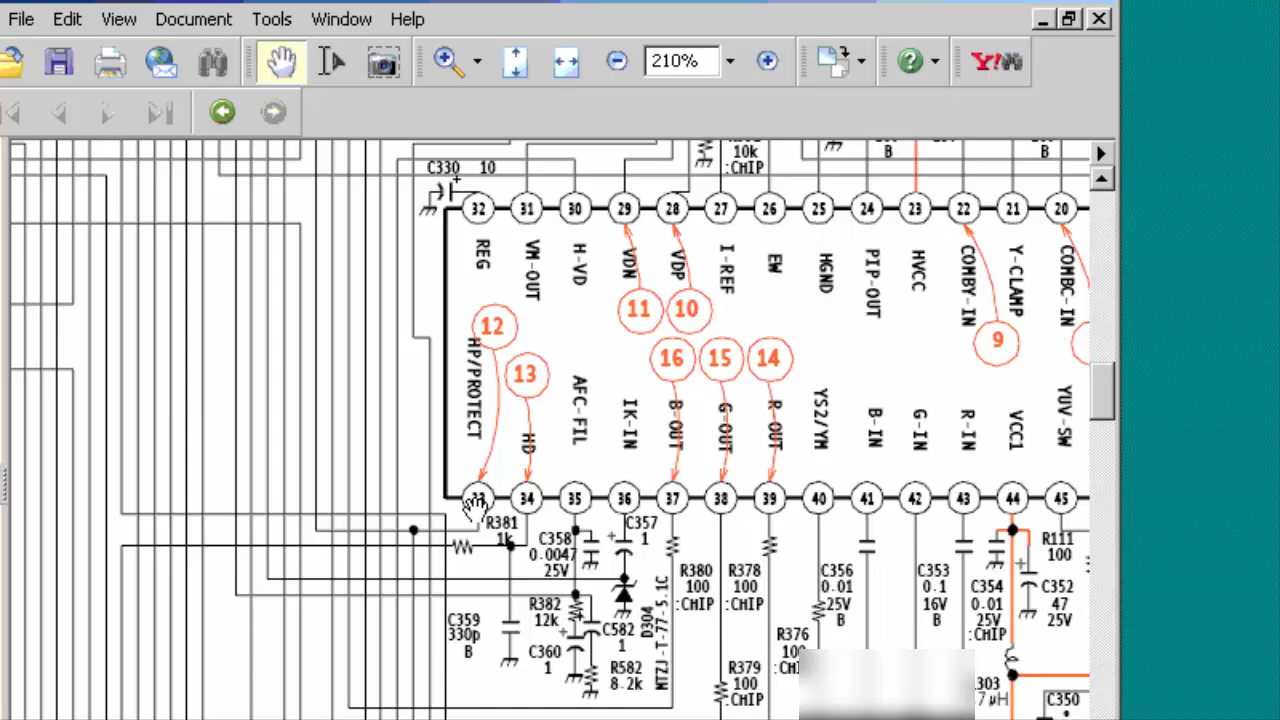 File Edit View Document Tools Window Help
210%
Y!
10k
:CHIP
B
B
C330 10
+
32 31 30 29 28 27 26 25 24 23 22 21 20
REG VM-OUT H-VD VDN VDP I-REF EW HGND PIP-OUT HVCC COMBY-IN Y-CLAMP COMBC-IN
12 11 10 9
13 16 15 14
HP/PROTECT HD AFC-FIL IK-IN B-OUT G-OUT R-OUT YS2/YM B-IN G-IN R-IN VCC1 YUV-SW
34 35 36 37 38 39 40 41 42 43 44 45
R381
1k
C358
0.0047
25V
C357
1
R380
100
:CHIP
R378
100
:CHIP
C356
0.01
25V
B
C353
0.1
16V
B
C354
0.01
25V
:CHIP
R111
100
C352
47
25V
C359
330p
B
R382
12k
C360
1
C582
1
R582
8.2k
D304
MTZJ-T-77-5.1C
R379
100
:CHIP
R376
C350